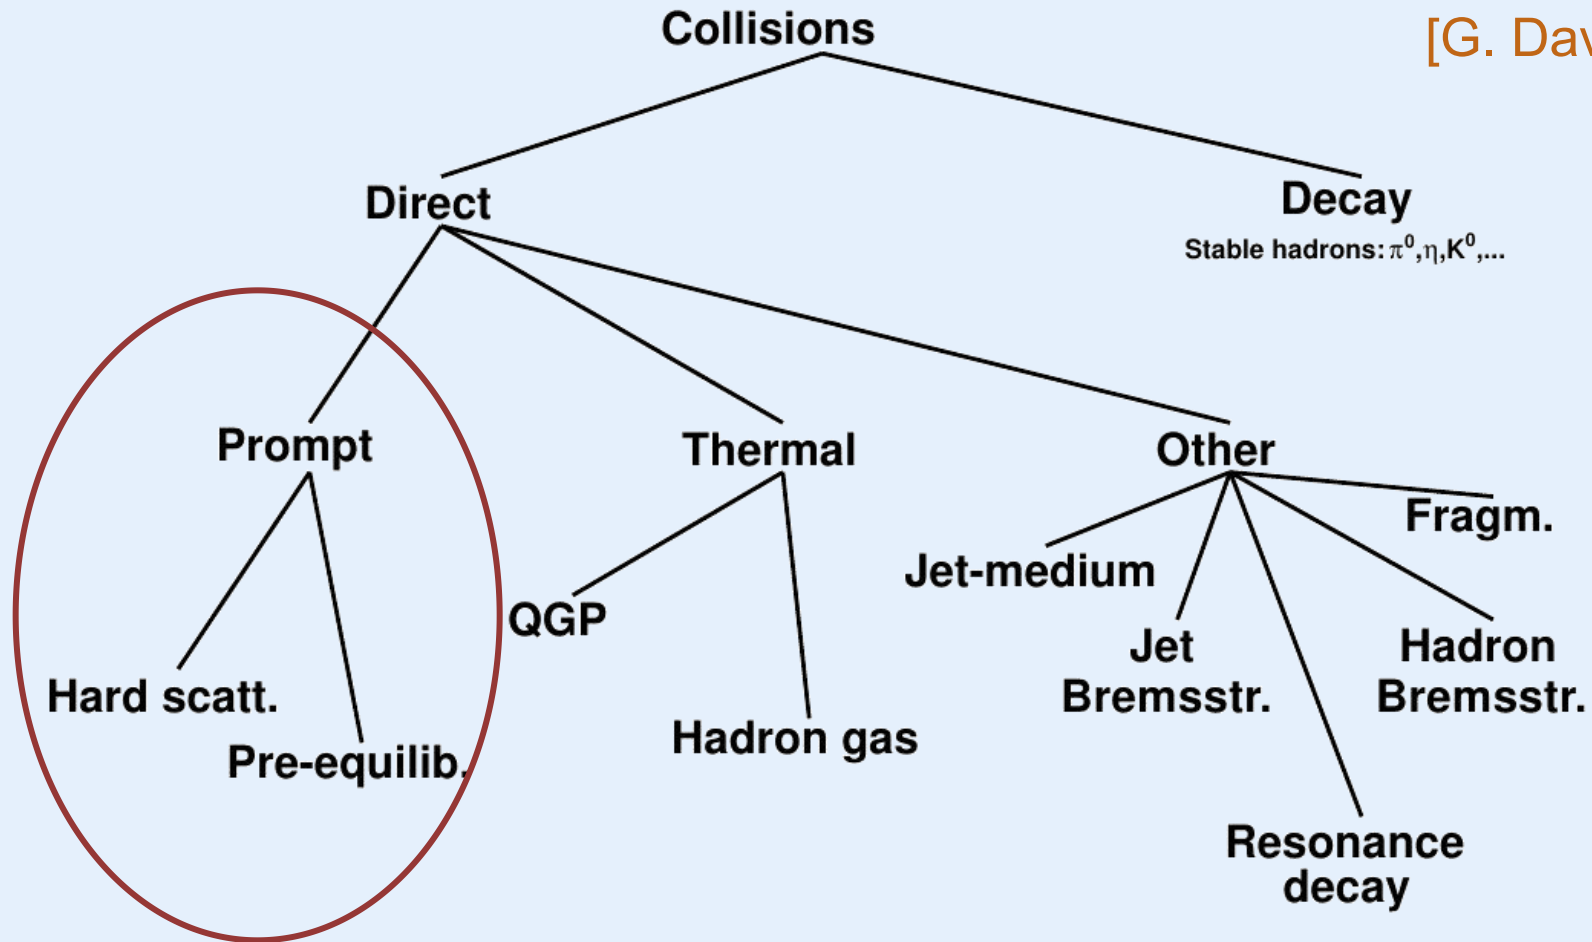 Collisions
[G. Dav
Direct
Decay
Stable hadrons: π⁰,η,K⁰,...
Prompt
Thermal
Other
Fragm.
Jet-medium
QGP
Jet
Bremsstr.
Hadron
Bremsstr.
Hard scatt.
Pre-equilib.
Hadron gas
Resonance
decay